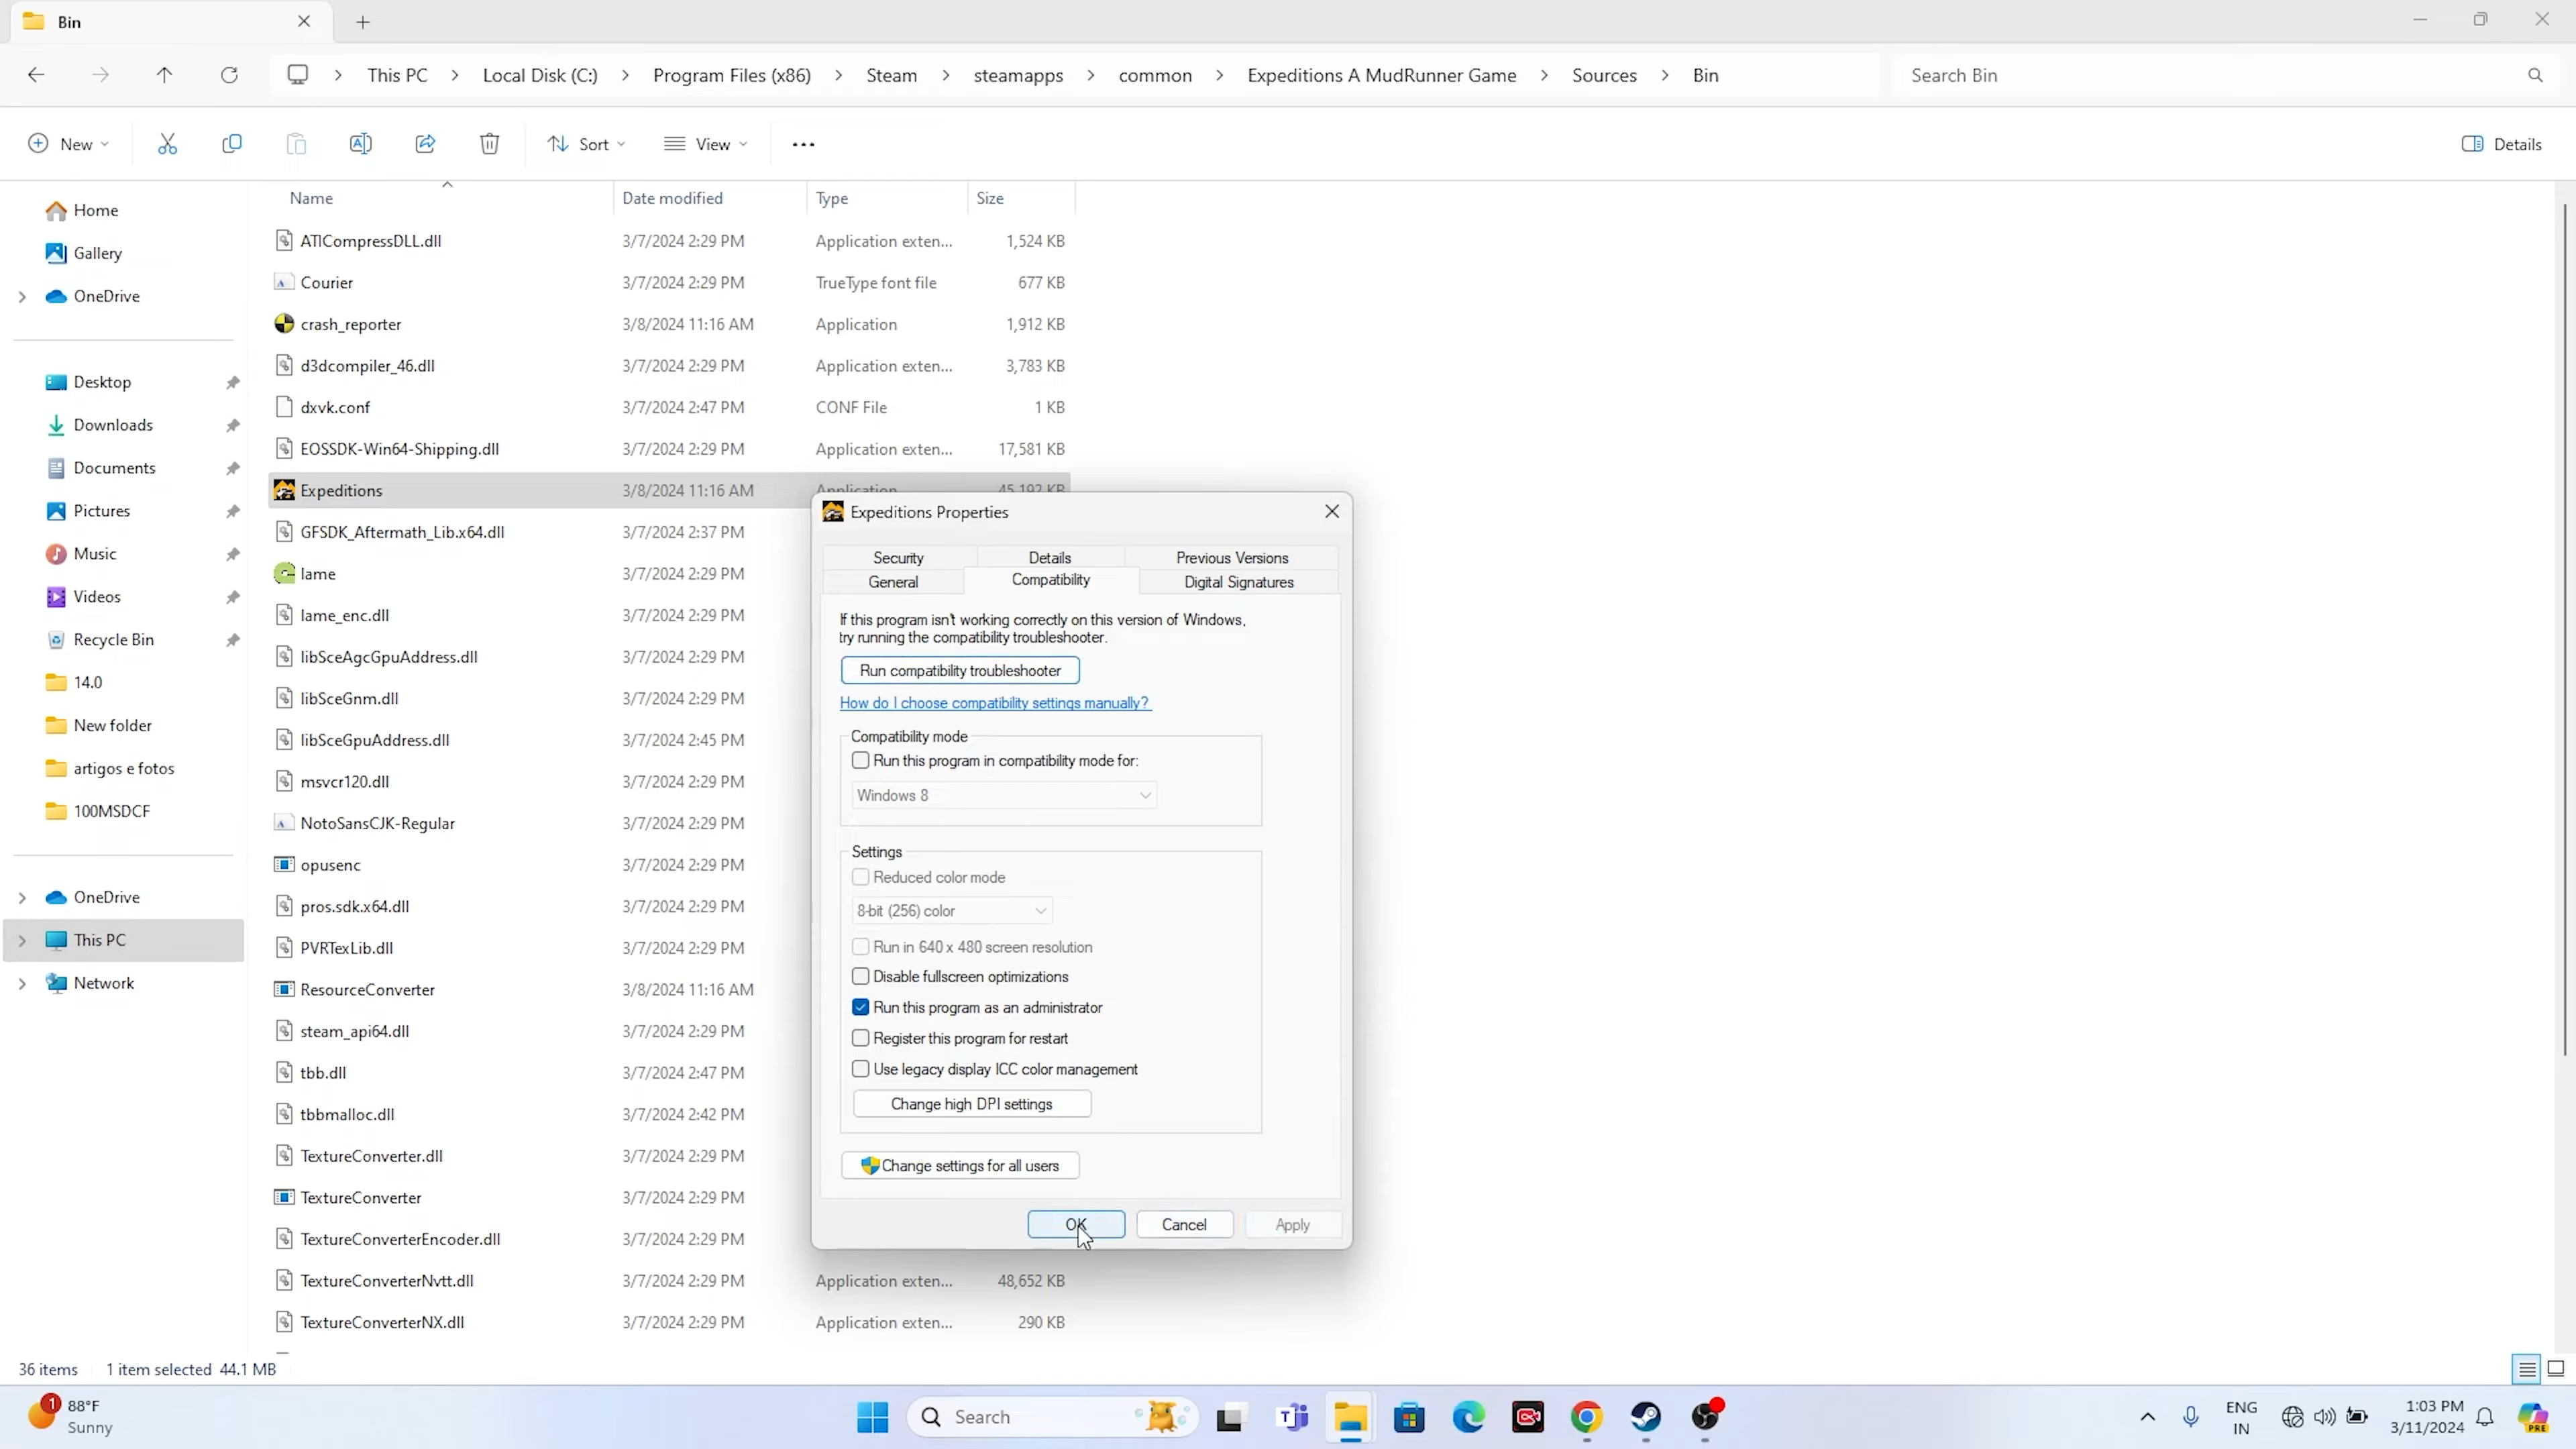 Bin
This PC > Local Disk (C:) > Program Files (x86) > Steam > steamapps > common > Expeditions A MudRunner Game > Sources > Bin
Search Bin
New
Sort
View
Details
Home
Gallery
OneDrive
Desktop
Downloads
Documents
Pictures
Music
Videos
Recycle Bin
14.0
New folder
artigos e fotos
100MSDCF
OneDrive
This PC
Network
Name Date modified Type Size
ATICompressDLL.dll 3/7/2024 2:29 PM Application exten... 1,524 KB
Courier 3/7/2024 2:29 PM TrueType font file 677 KB
crash_reporter 3/8/2024 11:16 AM Application 1,912 KB
d3dcompiler_46.dll 3/7/2024 2:29 PM Application exten... 3,783 KB
dxvk.conf 3/7/2024 2:47 PM CONF File 1 KB
EOSSDK-Win64-Shipping.dll 3/7/2024 2:29 PM Application exten... 17,581 KB
Expeditions 3/8/2024 11:16 AM Application 45,192 KB
GFSDK_Aftermath_Lib.x64.dll 3/7/2024 2:37 PM
lame 3/7/2024 2:29 PM
lame_enc.dll 3/7/2024 2:29 PM
libSceAgcGpuAddress.dll 3/7/2024 2:29 PM
libSceGnm.dll 3/7/2024 2:29 PM
libSceGpuAddress.dll 3/7/2024 2:45 PM
msvcr120.dll 3/7/2024 2:29 PM
NotoSansCJK-Regular 3/7/2024 2:29 PM
opusenc 3/7/2024 2:29 PM
pros.sdk.x64.dll 3/7/2024 2:29 PM
PVRTexLib.dll 3/7/2024 2:29 PM
ResourceConverter 3/8/2024 11:16 AM
steam_api64.dll 3/7/2024 2:29 PM
tbb.dll 3/7/2024 2:47 PM
tbbmalloc.dll 3/7/2024 2:42 PM
TextureConverter.dll 3/7/2024 2:29 PM
TextureConverter 3/7/2024 2:29 PM
TextureConverterEncoder.dll 3/7/2024 2:29 PM
TextureConverterNvtt.dll 3/7/2024 2:29 PM Application exten... 48,652 KB
TextureConverterNX.dll 3/7/2024 2:29 PM Application exten... 290 KB
Expeditions Properties
Security Details Previous Versions
General Compatibility Digital Signatures
If this program isn't working correctly on this version of Windows,
try running the compatibility troubleshooter.
Run compatibility troubleshooter
How do I choose compatibility settings manually?
Compatibility mode
Run this program in compatibility mode for:
Windows 8
Settings
Reduced color mode
8-bit (256) color
Run in 640 x 480 screen resolution
Disable fullscreen optimizations
Run this program as an administrator
Register this program for restart
Use legacy display ICC color management
Change high DPI settings
Change settings for all users
OK Cancel Apply
36 items 1 item selected 44.1 MB
1
88°F
Sunny
Search
ENG
IN
1:03 PM
3/11/2024
PRE